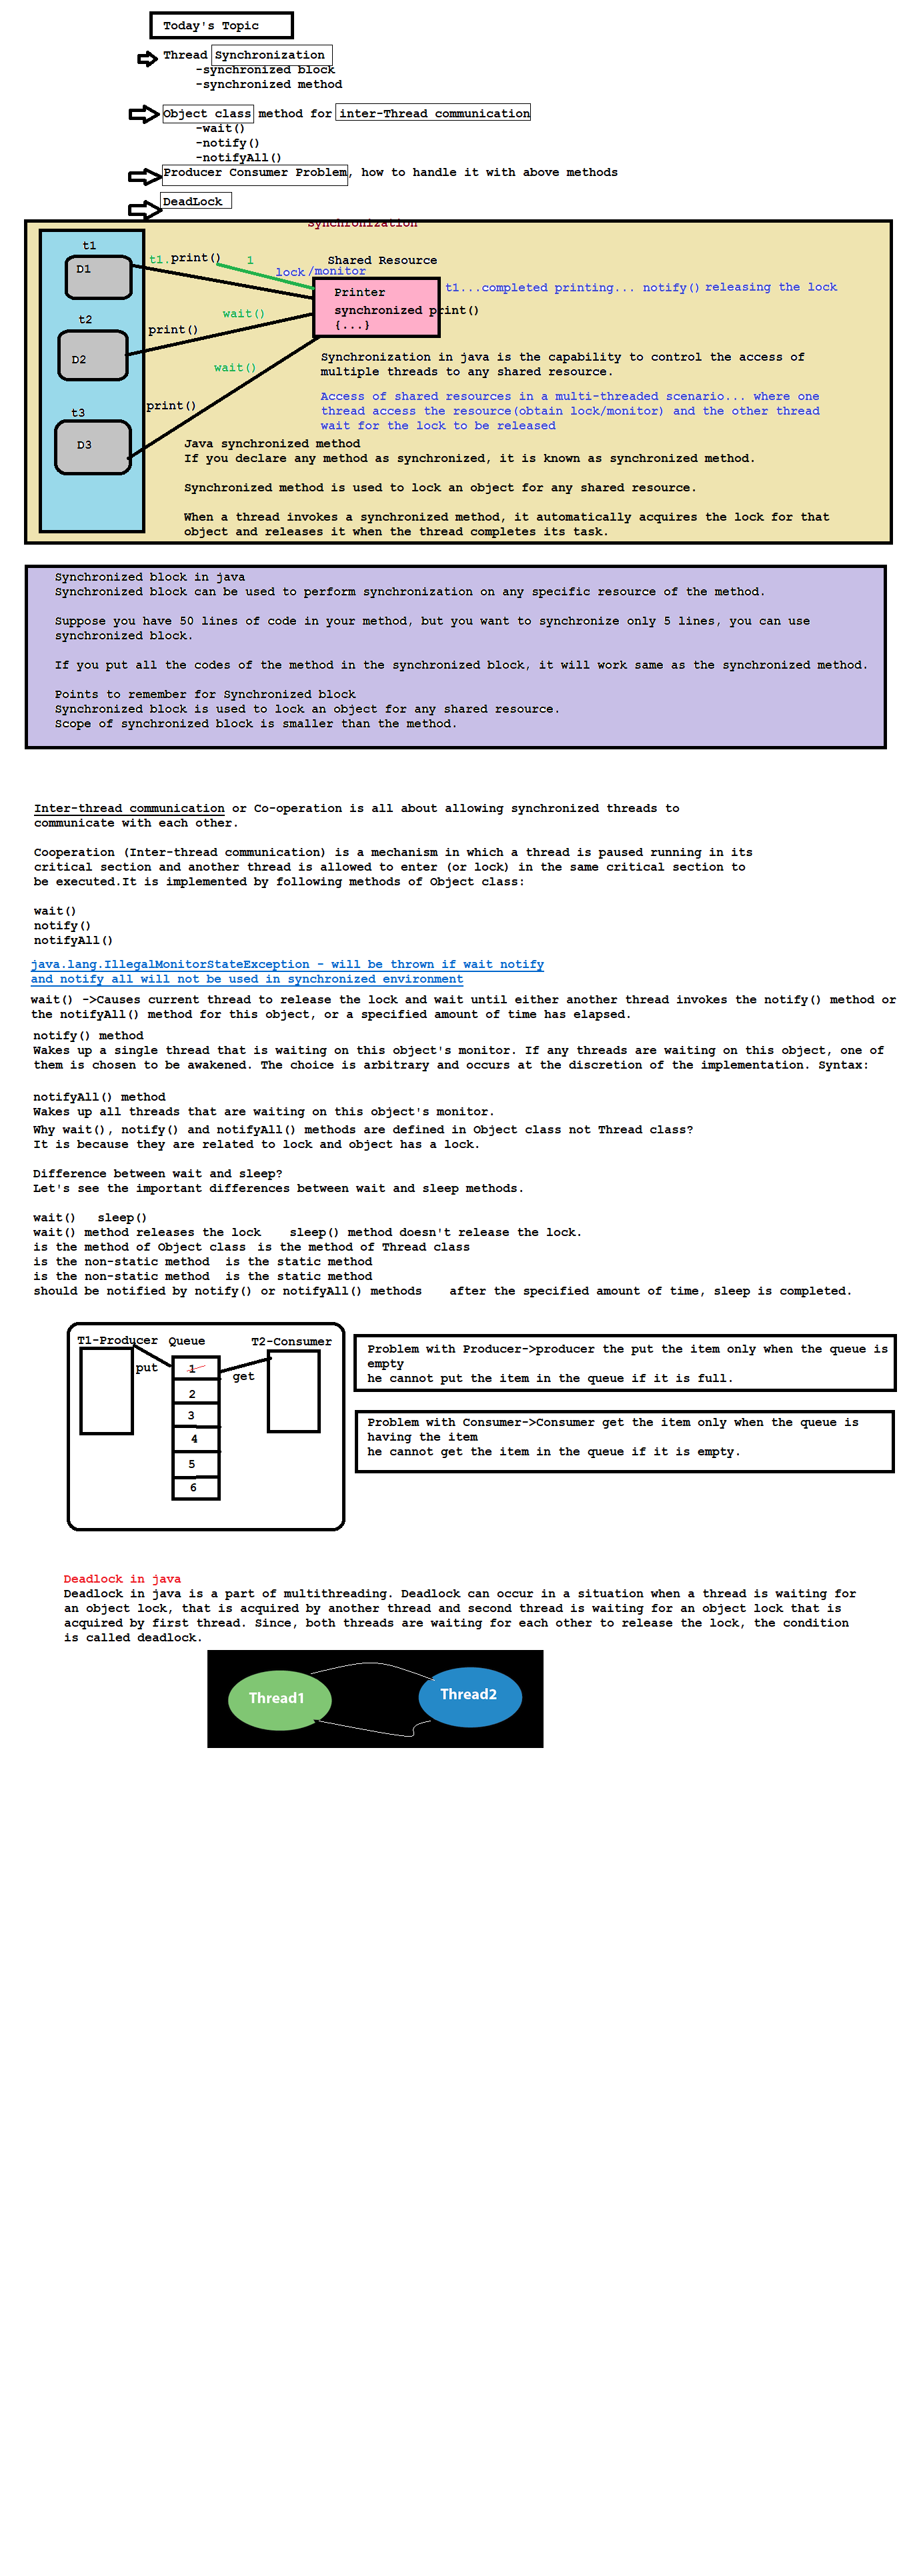 Today's Topic
Thread Synchronization
-synchronized block
-synchronized method
Object class method for inter-Thread communication
-wait()
-notify()
-notifyAll()
Producer Consumer Problem, how to handle it with above methods
DeadLock
Synchronization
t1
D1
t1.print()
1
lock/monitor
Shared Resource
Printer
synchronized print()
{...}
t1...completed printing... notify() releasing the lock
t2
D2
print()
wait()
t3
D3
print()
wait()
Synchronization in java is the capability to control the access of
multiple threads to any shared resource.
Access of shared resources in a multi-threaded scenario... where one
thread access the resource(obtain lock/monitor) and the other thread
wait for the lock to be released
Java synchronized method
If you declare any method as synchronized, it is known as synchronized method.
Synchronized method is used to lock an object for any shared resource.
When a thread invokes a synchronized method, it automatically acquires the lock for that
object and releases it when the thread completes its task.
Synchronized block in java
Synchronized block can be used to perform synchronization on any specific resource of the method.
Suppose you have 50 lines of code in your method, but you want to synchronize only 5 lines, you can use
synchronized block.
If you put all the codes of the method in the synchronized block, it will work same as the synchronized method.
Points to remember for Synchronized block
Synchronized block is used to lock an object for any shared resource.
Scope of synchronized block is smaller than the method.
Inter-thread communication or Co-operation is all about allowing synchronized threads to
communicate with each other.
Cooperation (Inter-thread communication) is a mechanism in which a thread is paused running in its
critical section and another thread is allowed to enter (or lock) in the same critical section to
be executed.It is implemented by following methods of Object class:
wait()
notify()
notifyAll()
java.lang.IllegalMonitorStateException - will be thrown if wait notify
and notify all will not be used in synchronized environment
wait() ->Causes current thread to release the lock and wait until either another thread invokes the notify() method or
the notifyAll() method for this object, or a specified amount of time has elapsed.
notify() method
Wakes up a single thread that is waiting on this object's monitor. If any threads are waiting on this object, one of
them is chosen to be awakened. The choice is arbitrary and occurs at the discretion of the implementation. Syntax:
notifyAll() method
Wakes up all threads that are waiting on this object's monitor.
Why wait(), notify() and notifyAll() methods are defined in Object class not Thread class?
It is because they are related to lock and object has a lock.
Difference between wait and sleep?
Let's see the important differences between wait and sleep methods.
wait() sleep()
wait() method releases the lock sleep() method doesn't release the lock.
is the method of Object class is the method of Thread class
is the non-static method is the static method
is the non-static method is the static method
should be notified by notify() or notifyAll() methods after the specified amount of time, sleep is completed.
T1-Producer Queue T2-Consumer
put
get
1
2
3
4
5
6
Problem with Producer->producer the put the item only when the queue is
empty
he cannot put the item in the queue if it is full.
Problem with Consumer->Consumer get the item only when the queue is
having the item
he cannot get the item in the queue if it is empty.
Deadlock in java
Deadlock in java is a part of multithreading. Deadlock can occur in a situation when a thread is waiting for
an object lock, that is acquired by another thread and second thread is waiting for an object lock that is
acquired by first thread. Since, both threads are waiting for each other to release the lock, the condition
is called deadlock.
Thread1
Thread2